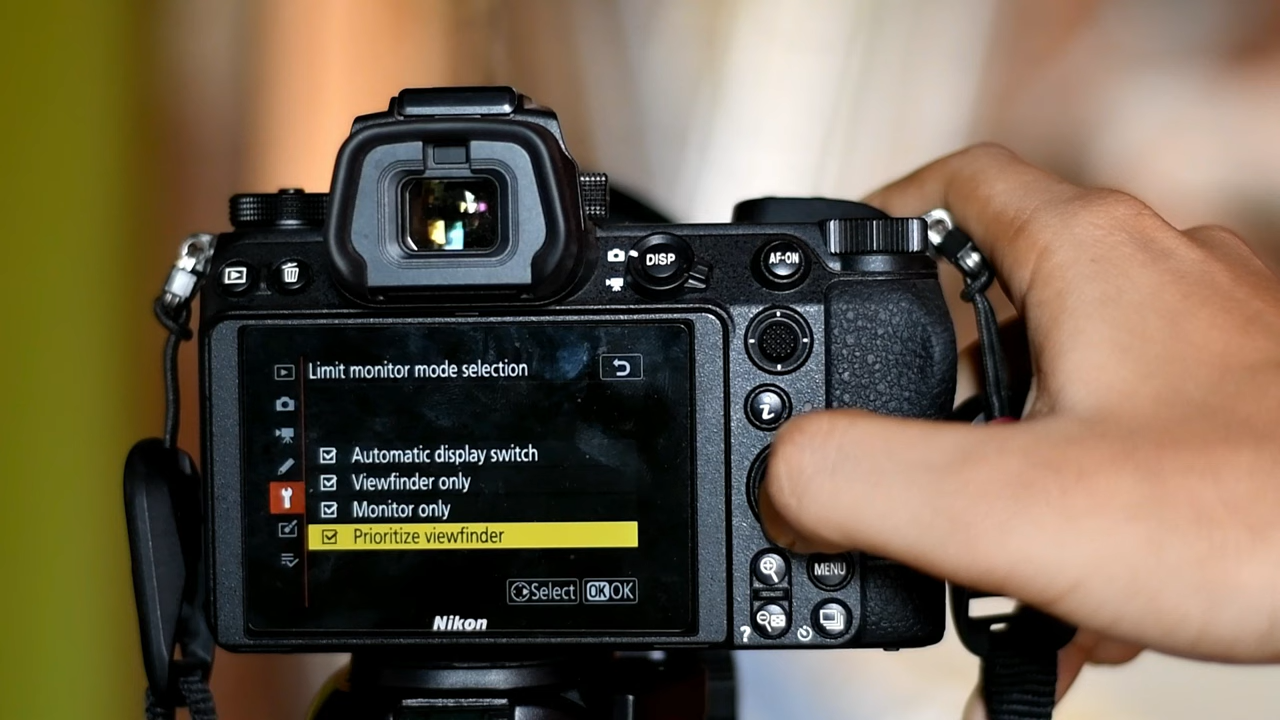 DISP
AF-ON
i
Limit monitor mode selection
Automatic display switch
Viewfinder only
Monitor only
Prioritize viewfinder
Select OK OK
MENU
?
Nikon